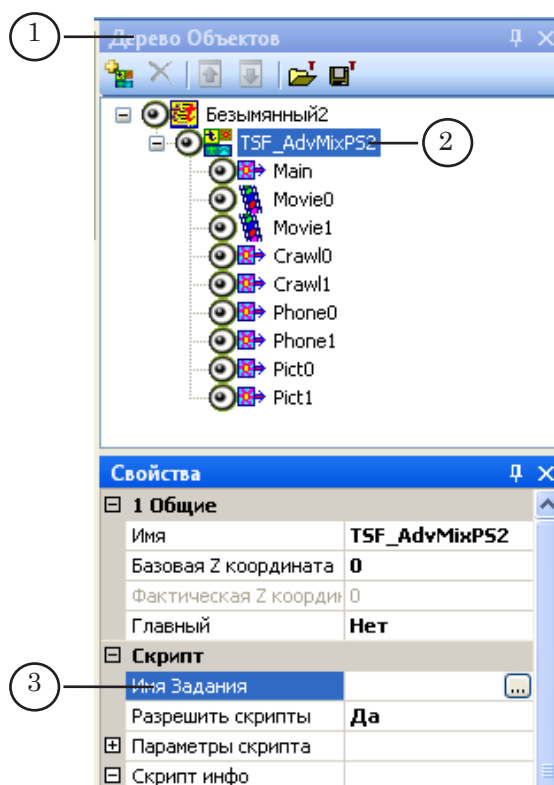 1
Дерево Объектов
Безымянный2
TSF_AdvMixPS2
2
Main
Movie0
Movie1
Crawl0
Crawl1
Phone0
Phone1
Pict0
Pict1
Свойства
1 Общие
Имя TSF_AdvMixPS2
Базовая Z координата 0
Фактическая Z координ 0
Главный Нет
Скрипт
3
Имя Задания ...
Разрешить скрипты Да
Параметры скрипта
Скрипт инфо